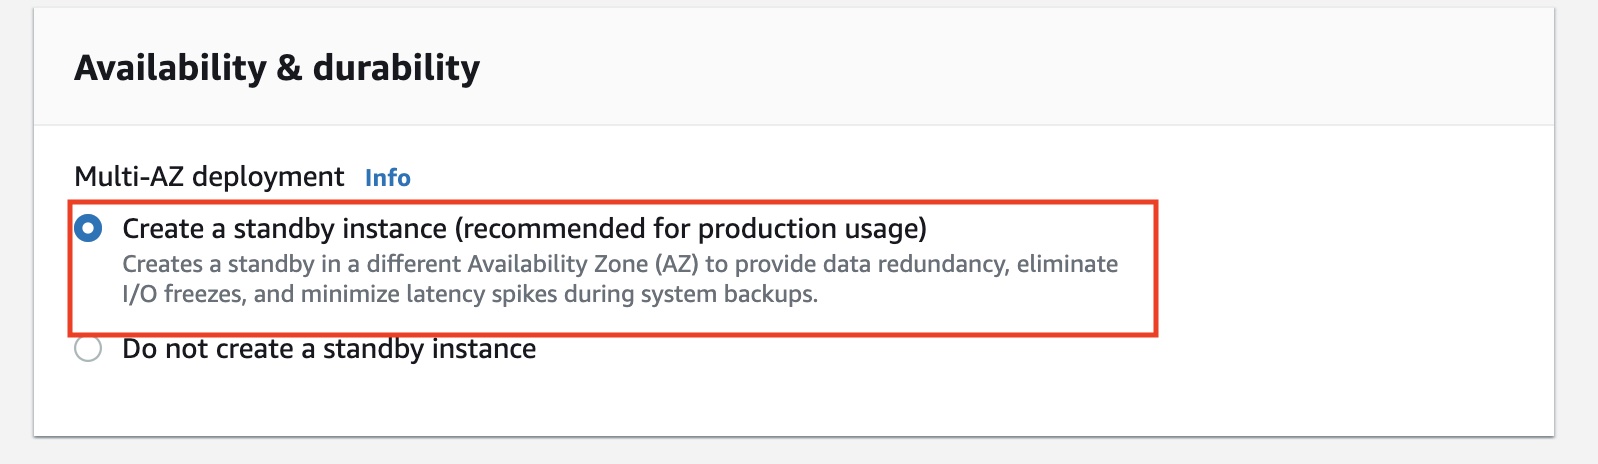 Availability & durability
Multi-AZ deployment Info
Create a standby instance (recommended for production usage)
Creates a standby in a different Availability Zone (AZ) to provide data redundancy, eliminate
I/O freezes, and minimize latency spikes during system backups.
Do not create a standby instance